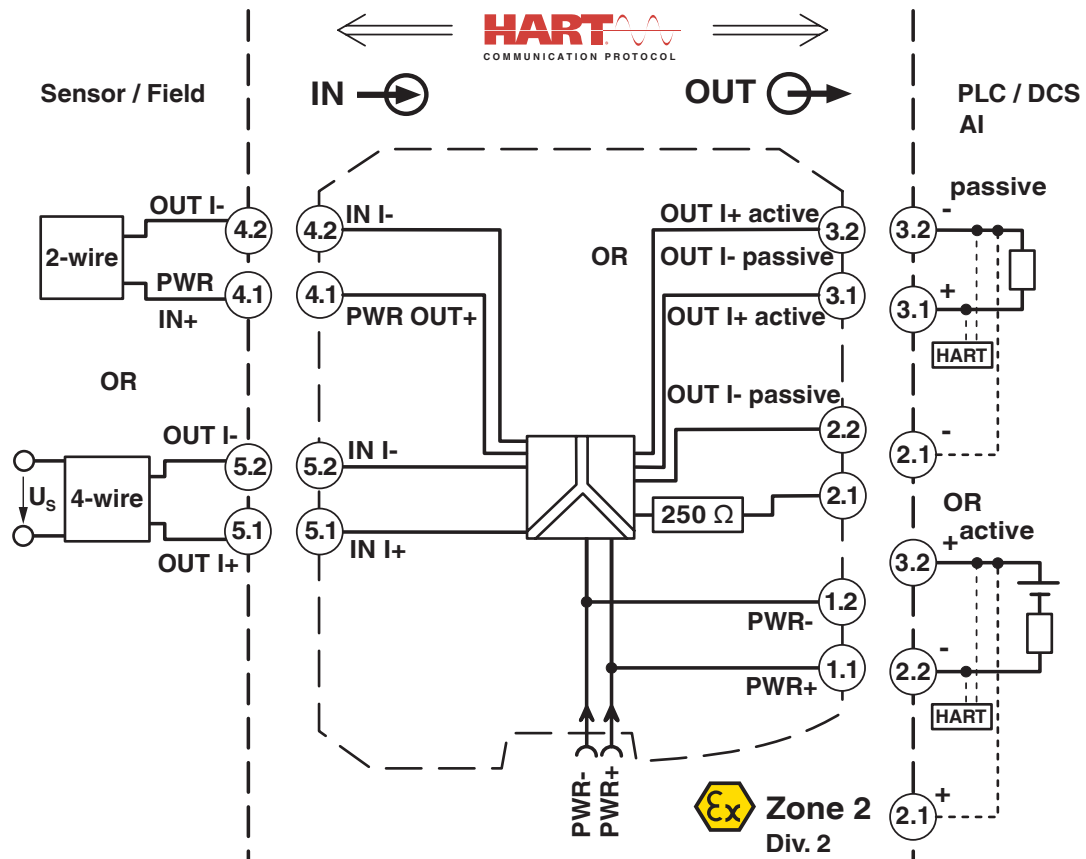 HART
COMMUNICATION PROTOCOL
Sensor / Field
IN
OUT
PLC / DCS
AI
2-wire
OUT I-
PWR
IN+
4.2
4.1
OR
U_S
4-wire
OUT I-
OUT I+
5.2
5.1
4.2
IN I-
4.1
PWR OUT+
5.2
IN I-
5.1
IN I+
OUT I+ active
OR
OUT I- passive
3.2
3.1
OUT I+ active
OUT I- passive
2.2
2.1
250 Ω
1.2
PWR-
1.1
PWR+
PWR-
PWR+
Ex
Zone 2
Div. 2
passive
3.2
-
3.1
+
HART
2.1
-
OR
active
3.2
+
2.2
-
HART
2.1
+